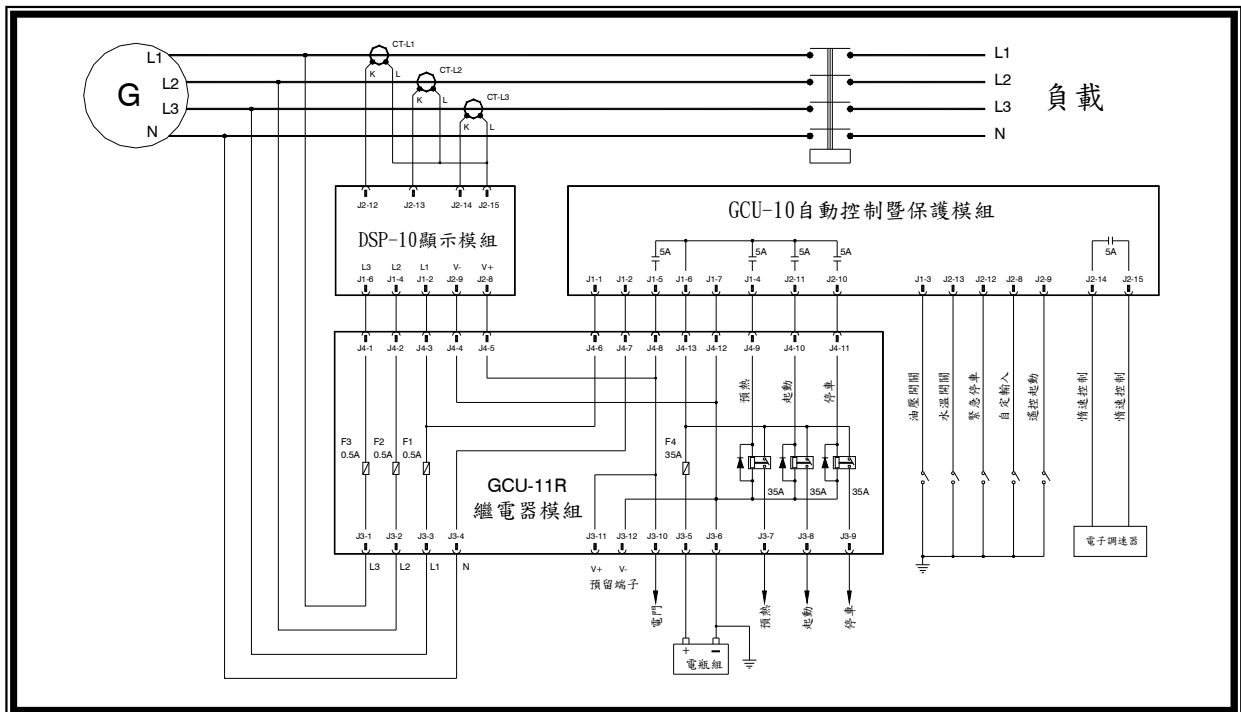 CT-L1
L1 L1
K L CT-L2
L2 L2
G K L CT-L3 負載
L3 L3
K L
N N
J2-12 J2-13 J2-14 J2-15
DSP-10顯示模組
L3 L2 L1 V- V+
J1-6 J1-4 J1-2 J2-9 J2-8
GCU-10自動控制暨保護模組
5A 5A 5A 5A 5A
J1-1 J1-2 J1-5 J1-6 J1-7 J1-4 J2-11 J2-10 J1-3 J2-13 J2-12 J2-8 J2-9 J2-14 J2-15
J4-1 J4-2 J4-3 J4-4 J4-5 J4-6 J4-7 J4-8 J4-13 J4-12 J4-9 J4-10 J4-11
預熱
起動
停車
油壓開關
水溫開關
緊急停車
自定輸入
遙控起動
惰速控制
惰速控制
F3 F2 F1 F4
0.5A 0.5A 0.5A 35A
GCU-11R
繼電器模組
35A 35A 35A
J3-1 J3-2 J3-3 J3-4 J3-11 J3-12 J3-10 J3-5 J3-6 J3-7 J3-8 J3-9
L3 L2 L1 N V+ V-
預留端子
電門
預熱
起動
停車
電子調速器
+ −
電瓶組